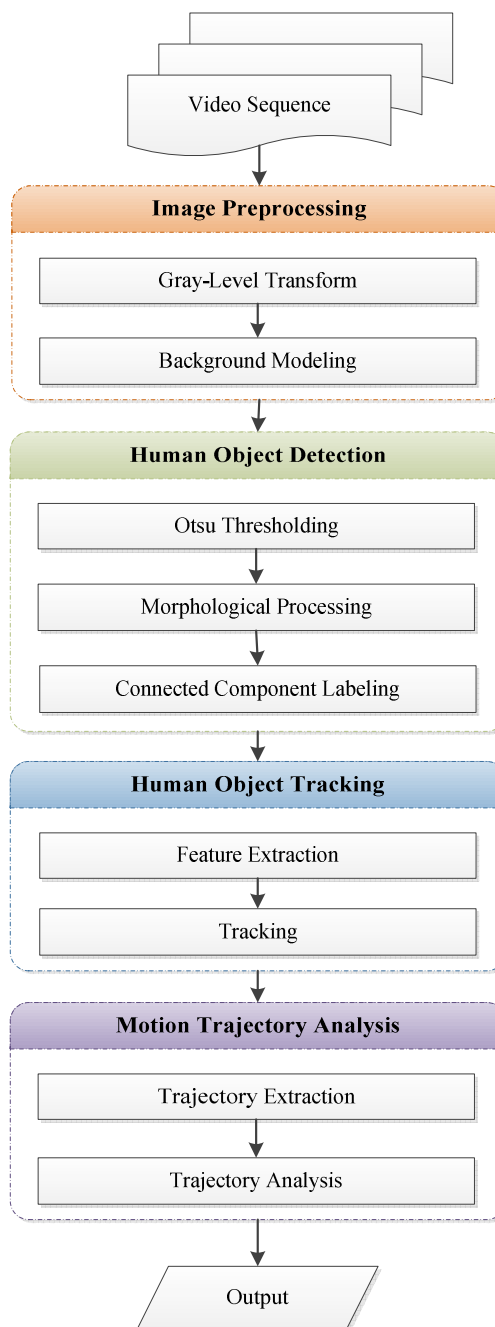 Video Sequence
Image Preprocessing
Gray-Level Transform
Background Modeling
Human Object Detection
Otsu Thresholding
Morphological Processing
Connected Component Labeling
Human Object Tracking
Feature Extraction
Tracking
Motion Trajectory Analysis
Trajectory Extraction
Trajectory Analysis
Output